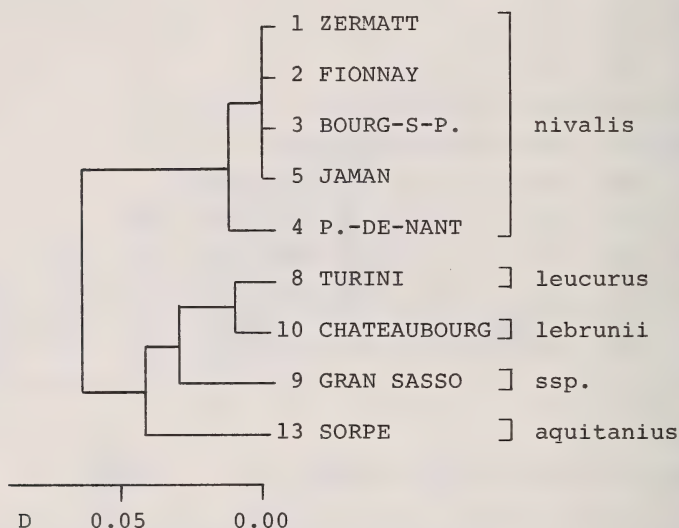 1 ZERMATT
2 FIONNAY
3 BOURG-S-P. nivalis
5 JAMAN
4 P.-DE-NANT
8 TURINI leucurus
10 CHATEAUBOURG lebrunii
9 GRAN SASSO ssp.
13 SORPE aquitanius
D 0.05 0.00